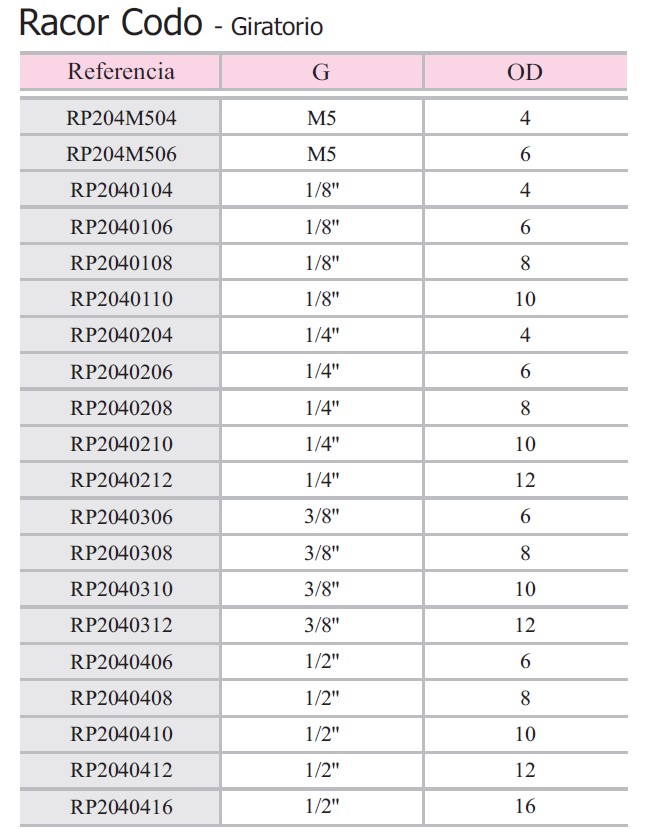 Racor Codo - Giratorio
Referencia G OD
RP204M504 M5 4
RP204M506 M5 6
RP2040104 1/8" 4
RP2040106 1/8" 6
RP2040108 1/8" 8
RP2040110 1/8" 10
RP2040204 1/4" 4
RP2040206 1/4" 6
RP2040208 1/4" 8
RP2040210 1/4" 10
RP2040212 1/4" 12
RP2040306 3/8" 6
RP2040308 3/8" 8
RP2040310 3/8" 10
RP2040312 3/8" 12
RP2040406 1/2" 6
RP2040408 1/2" 8
RP2040410 1/2" 10
RP2040412 1/2" 12
RP2040416 1/2" 16